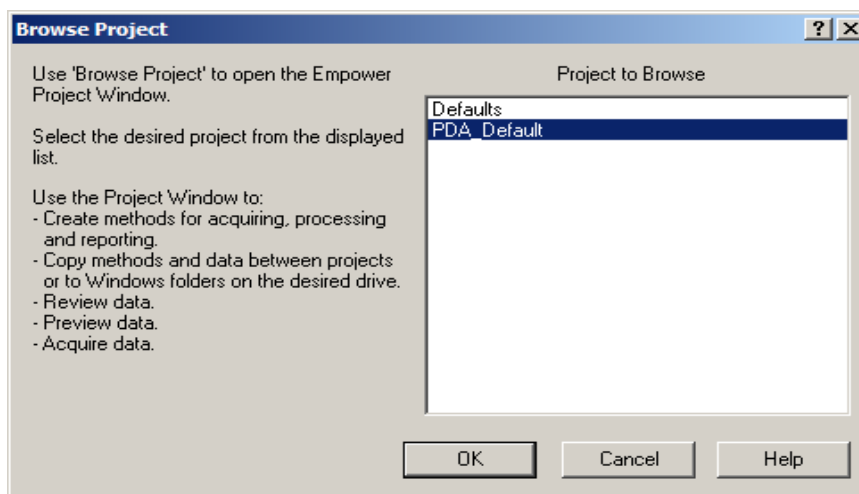 Browse Project
Use 'Browse Project' to open the Empower
Project Window.
Select the desired project from the displayed
list.
Use the Project Window to:
- Create methods for acquiring, processing
and reporting.
- Copy methods and data between projects
or to Windows folders on the desired drive.
- Review data.
- Preview data.
- Acquire data.
Project to Browse
Defaults
PDA_Default
OK
Cancel
Help